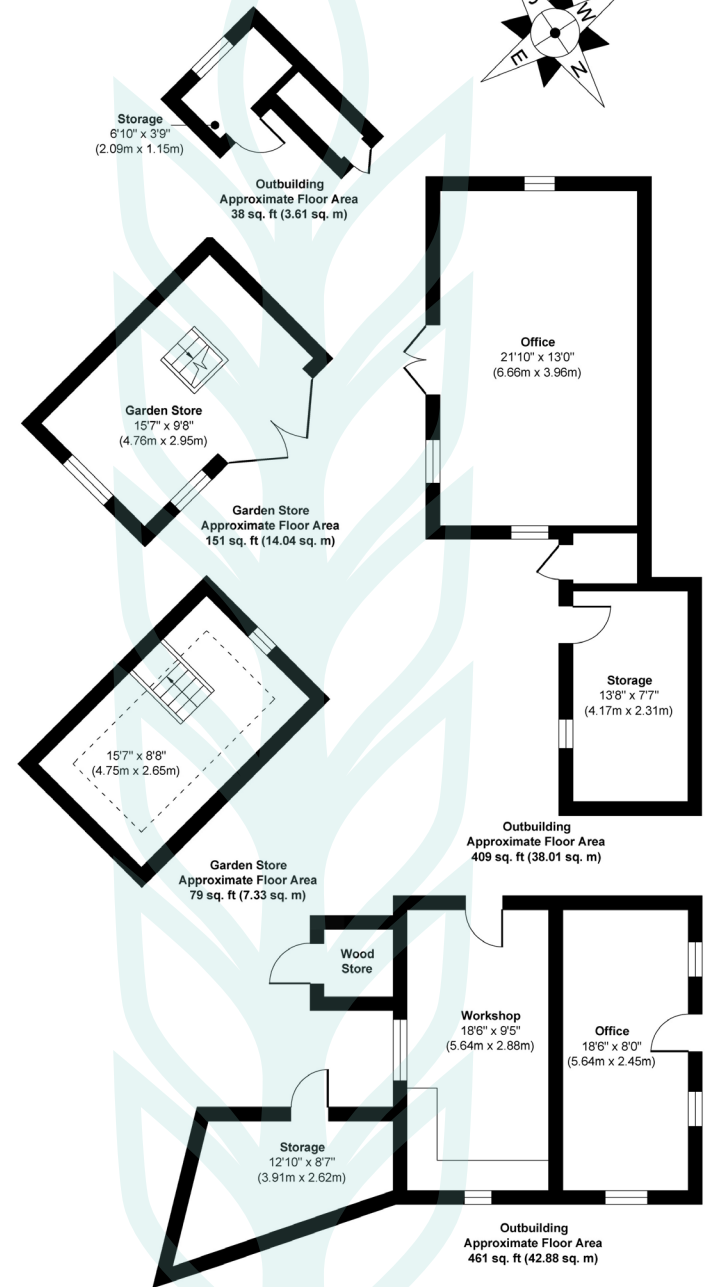 W
E
N
Storage
6'10" x 3'9"
(2.09m x 1.15m)
Outbuilding
Approximate Floor Area
38 sq. ft (3.61 sq. m)
Office
21'10" x 13'0"
(6.66m x 3.96m)
Garden Store
15'7" x 9'8"
(4.76m x 2.95m)
Garden Store
Approximate Floor Area
151 sq. ft (14.04 sq. m)
Storage
13'8" x 7'7"
(4.17m x 2.31m)
15'7" x 8'8"
(4.75m x 2.65m)
Outbuilding
Approximate Floor Area
409 sq. ft (38.01 sq. m)
Garden Store
Approximate Floor Area
79 sq. ft (7.33 sq. m)
Wood
Store
Workshop
18'6" x 9'5"
(5.64m x 2.88m)
Office
18'6" x 8'0"
(5.64m x 2.45m)
Storage
12'10" x 8'7"
(3.91m x 2.62m)
Outbuilding
Approximate Floor Area
461 sq. ft (42.88 sq. m)